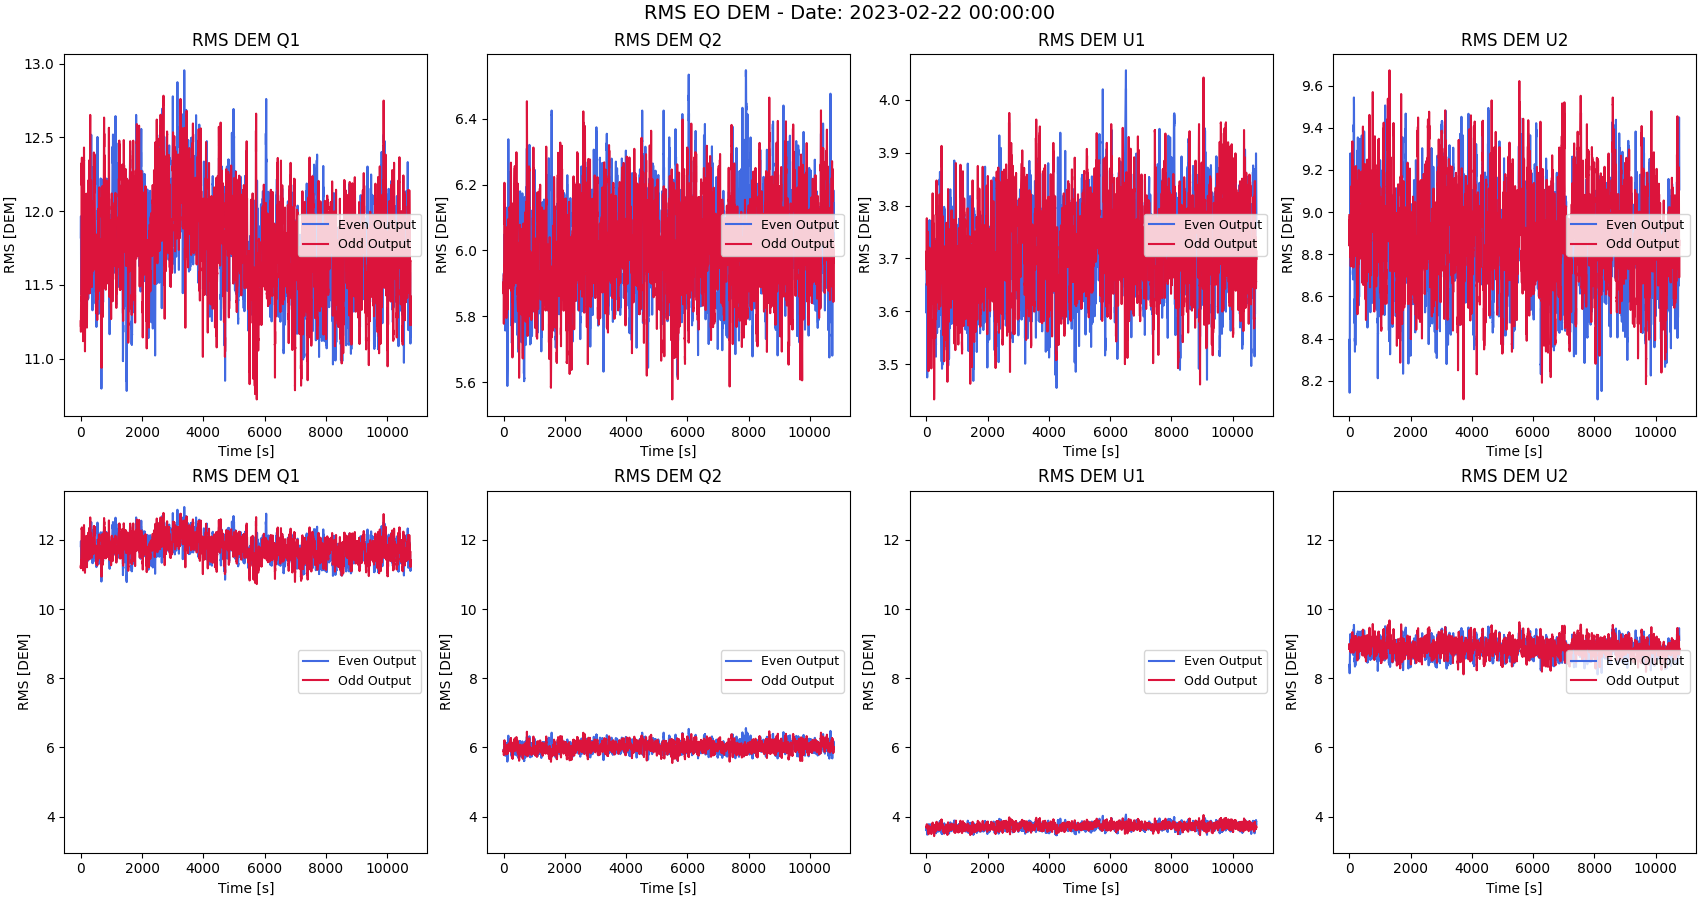 RMS EO DEM - Date: 2023-02-22 00:00:00
RMS DEM Q1
RMS [DEM]
13.0
12.5
12.0
11.5
11.0
Even Output
Odd Output
0 2000 4000 6000 8000 10000
Time [s]
RMS DEM Q2
RMS [DEM]
6.4
6.2
6.0
5.8
5.6
Even Output
Odd Output
0 2000 4000 6000 8000 10000
Time [s]
RMS DEM U1
RMS [DEM]
4.0
3.9
3.8
3.7
3.6
3.5
Even Output
Odd Output
0 2000 4000 6000 8000 10000
Time [s]
RMS DEM U2
RMS [DEM]
9.6
9.4
9.2
9.0
8.8
8.6
8.4
8.2
Even Output
Odd Output
0 2000 4000 6000 8000 10000
Time [s]
RMS DEM Q1
RMS [DEM]
12
10
8
6
4
Even Output
Odd Output
0 2000 4000 6000 8000 10000
Time [s]
RMS DEM Q2
RMS [DEM]
12
10
8
6
4
Even Output
Odd Output
0 2000 4000 6000 8000 10000
Time [s]
RMS DEM U1
RMS [DEM]
12
10
8
6
4
Even Output
Odd Output
0 2000 4000 6000 8000 10000
Time [s]
RMS DEM U2
RMS [DEM]
12
10
8
6
4
Even Output
Odd Output
0 2000 4000 6000 8000 10000
Time [s]